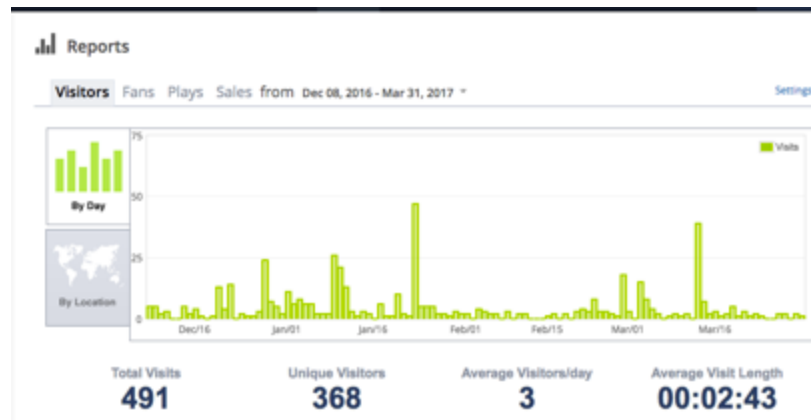 Reports
Visitors Fans Plays Sales from Dec 08, 2016 - Mar 31, 2017
Settings
75
Visits
50
By Day
25
By Location
0
Dec/16 Jan/01 Jan/16 Feb/01 Feb/15 Mar/01 Mar/16
Total Visits Unique Visitors Average Visitors/day Average Visit Length
491 368 3 00:02:43